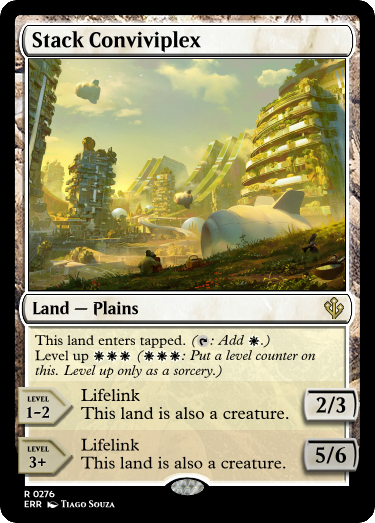 Stack Conviviplex
Land — Plains
This land enters tapped. (: Add .)
Level up (: Put a level counter on
this. Level up only as a sorcery.)
LEVEL
1-2
Lifelink
This land is also a creature.
2/3
LEVEL
3+
Lifelink
This land is also a creature.
5/6
R 0276
ERR Tiago Souza